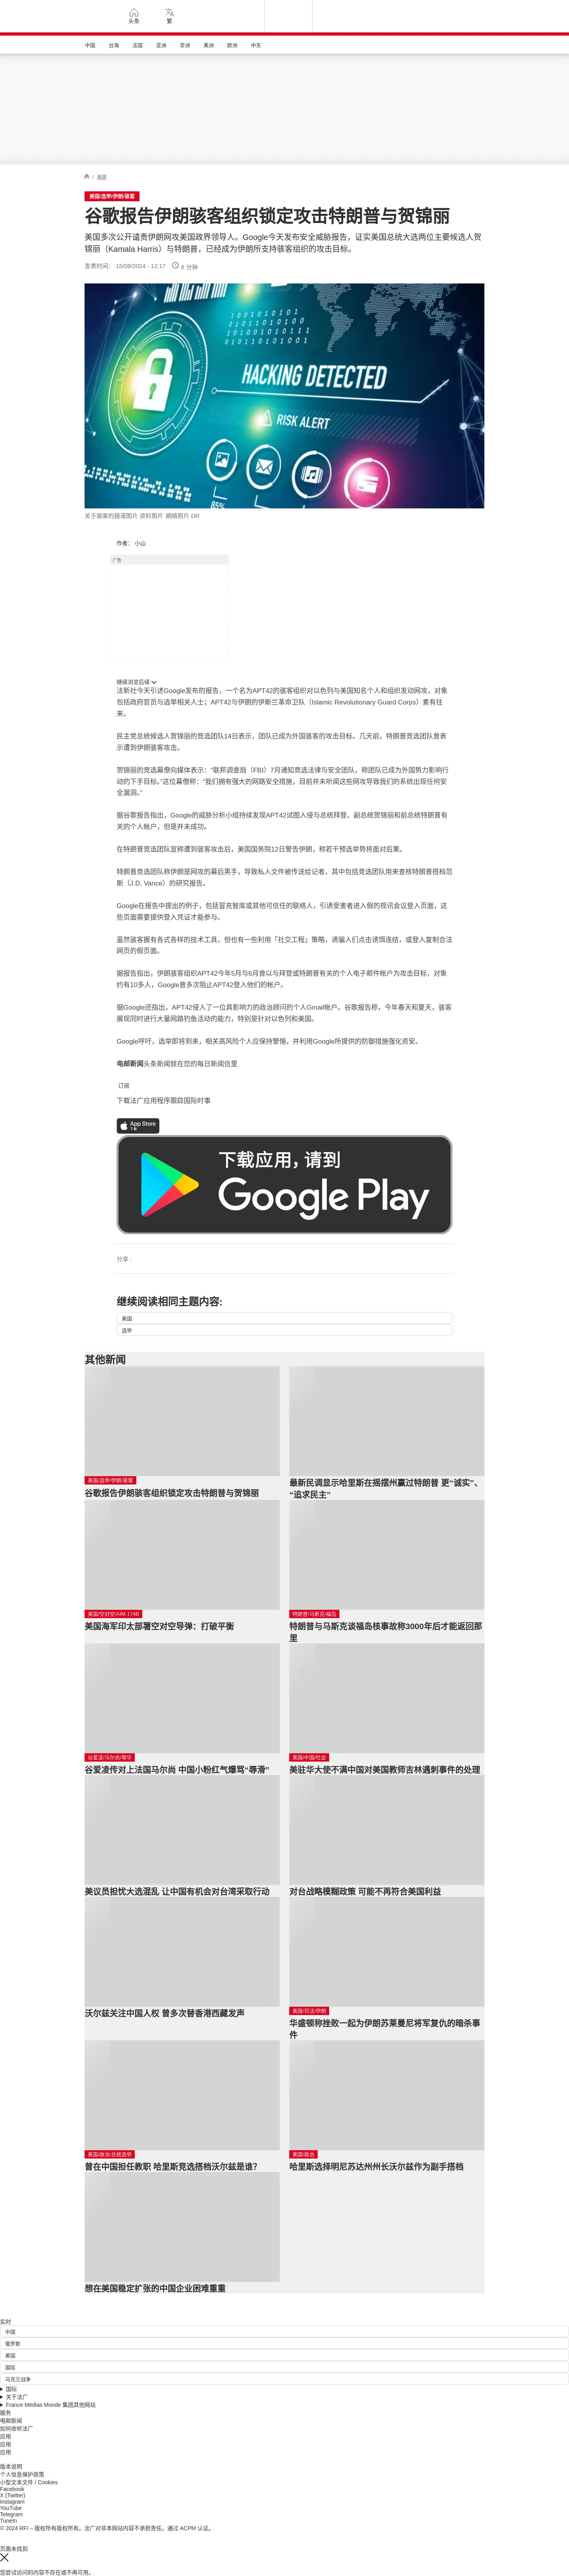 头条
繁
中国
台海
法国
亚洲
非洲
美洲
欧洲
中东
/ 美国
美国/选举/伊朗/骇客
谷歌报告伊朗骇客组织锁定攻击特朗普与贺锦丽
美国多次公开谴责伊朗网攻美国政界领导人。Google今天发布安全威胁报告，证实美国总统大选两位主要候选人贺
锦丽（Kamala Harris）与特朗普，已经成为伊朗所支持骇客组织的攻击目标。
发表时间： 15/08/2024 - 12:17
6 分钟
HACKING DETECTED
RISK ALERT
关于骇客的报道图片 资料照片 網絡照片 DR
作者： 小山
广告
继续浏览后续
法新社今天引述Google发布的报告，一个名为APT42的骇客组织对以色列与美国知名个人和组织发动网攻，对象
包括政府官员与选举相关人士；APT42与伊朗的伊斯兰革命卫队（Islamic Revolutionary Guard Corps）素有往
来。
民主党总统候选人贺锦丽的竞选团队14日表示，团队已成为外国骇客的攻击目标。几天前，特朗普竞选团队曾表
示遭到伊朗骇客攻击。
贺锦丽的竞选幕僚向媒体表示：“联邦调查局（FBI）7月通知竞选法律与安全团队，称团队已成为外国势力影响行
动的下手目标。”这位幕僚称：“我们拥有强大的网路安全措施，目前并未听闻这些网攻导致我们的系统出现任何安
全漏洞。”
据谷歌报告指出，Google的威胁分析小组持续发现APT42试图入侵与总统拜登、副总统贺锦丽和前总统特朗普有
关的个人帐户，但是并未成功。
在特朗普竞选团队宣称遭到骇客攻击后，美国国务院12日警告伊朗，称若干预选举势将面对后果。
特朗普竞选团队称伊朗是网攻的幕后黑手，导致私人文件被传送给记者，其中包括竞选团队用来查核特朗普搭档范
斯（J.D. Vance）的研究报告。
Google在报告中提出的例子，包括冒充智库或其他可信任的联络人，引诱受害者进入假的视讯会议登入页面，这
些页面需要提供登入凭证才能参与。
虽然骇客握有各式各样的技术工具，但也有一些利用「社交工程」策略，诱骗人们点击诱饵连结，或登入复制合法
网页的假页面。
据报告指出，伊朗骇客组织APT42今年5月与6月曾以与拜登或特朗普有关的个人电子邮件帐户为攻击目标，对象
约有10多人，Google曾多次阻止APT42登入他们的帐户。
据Google还指出，APT42侵入了一位具影响力的政治顾问的个人Gmail帐户。谷歌报告称，今年春天和夏天，骇客
展现同时进行大量网路钓鱼活动的能力，特别是针对以色列和美国。
Google呼吁，选举即将到来，相关高风险个人应保持警惕，并利用Google所提供的防御措施强化资安。
电邮新闻头条新闻就在您的每日新闻信里
订阅
下载法广应用程序跟踪国际时事
App Store
下载
下载应用，请到
Google Play
分享 :
继续阅读相同主题内容:
美国
选举
其他新闻
美国/选举/伊朗/骇客
谷歌报告伊朗骇客组织锁定攻击特朗普与贺锦丽
最新民调显示哈里斯在摇摆州赢过特朗普 更“诚实”、
“追求民主”
美国/空对空/AIM-174B
美国海军印太部署空对空导弹：打破平衡
特朗普/马斯克/福岛
特朗普与马斯克谈福岛核事故称3000年后才能返回那
里
谷爱凌/马尔尚/辱华
谷爱凌传对上法国马尔尚 中国小粉红气爆骂“辱滑”
美国/中国/社会
美驻华大使不满中国对美国教师吉林遇刺事件的处理
美议员担忧大选混乱 让中国有机会对台湾采取行动
对台战略模糊政策 可能不再符合美国利益
沃尔兹关注中国人权 曾多次替香港西藏发声
美国/司法/伊朗
华盛顿称挫败一起为伊朗苏莱曼尼将军复仇的暗杀事
件
美国/政治/总统选举
曾在中国担任教职 哈里斯竞选搭档沃尔兹是谁？
美国/政治
哈里斯选择明尼苏达州州长沃尔兹作为副手搭档
想在美国稳定扩张的中国企业困难重重
实时
中国
俄罗斯
美国
国际
乌克兰战争
国际
关于法广
France Médias Monde 集团其他网站
服务
电邮新闻
如何收听法广
应用
应用
应用
版本说明
个人信息保护政策
小型文本文件 / Cookies
Facebook
X (Twitter)
Instagram
YouTube
Telegram
TuneIn
© 2024 RFI – 版权所有版权所有。法广对非本网站内容不承担责任。通过 ACPM 认证。
页面未找到
您尝试访问的内容不存在或不再可用。